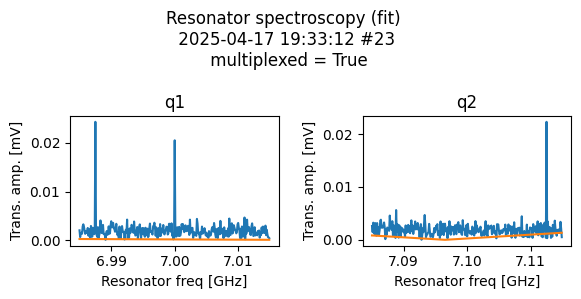 Resonator spectroscopy (fit)
2025-04-17 19:33:12 #23
multiplexed = True
q1
q2
Trans. amp. [mV]
0.02
0.01
0.00
6.99
7.00
7.01
Resonator freq [GHz]
Trans. amp. [mV]
0.02
0.01
0.00
7.09
7.10
7.11
Resonator freq [GHz]